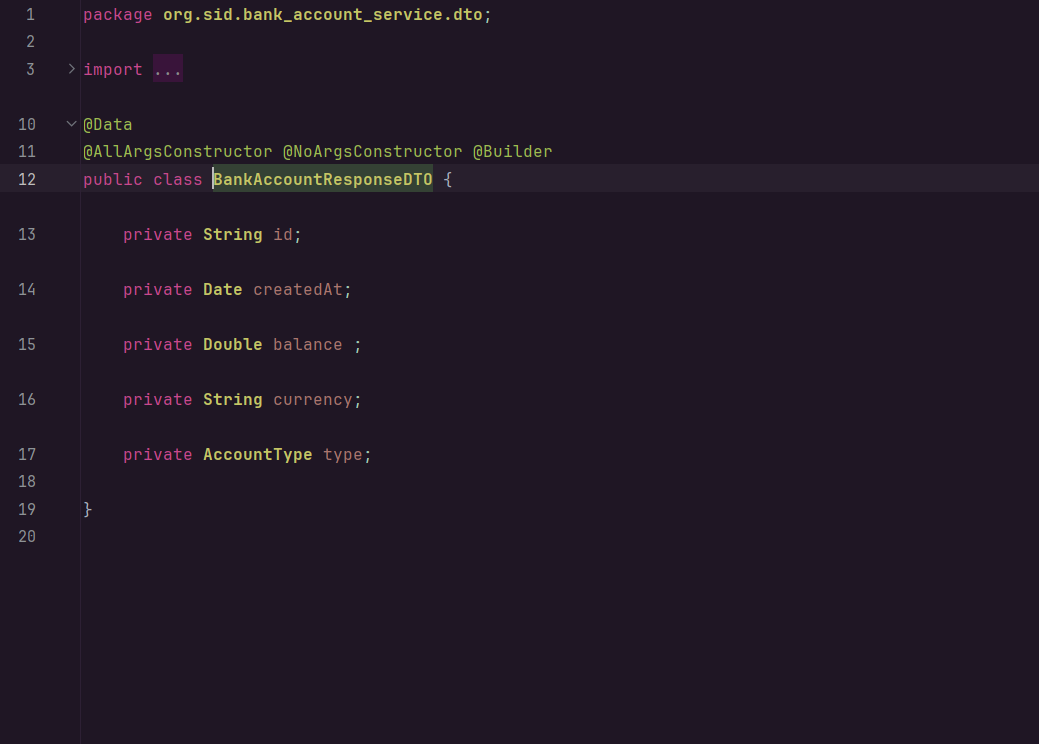 1 package org.sid.bank_account_service.dto;
2
3 import ...
10 @Data
11 @AllArgsConstructor @NoArgsConstructor @Builder
12 public class BankAccountResponseDTO {
13 private String id;
14 private Date createdAt;
15 private Double balance ;
16 private String currency;
17 private AccountType type;
18
19 }
20